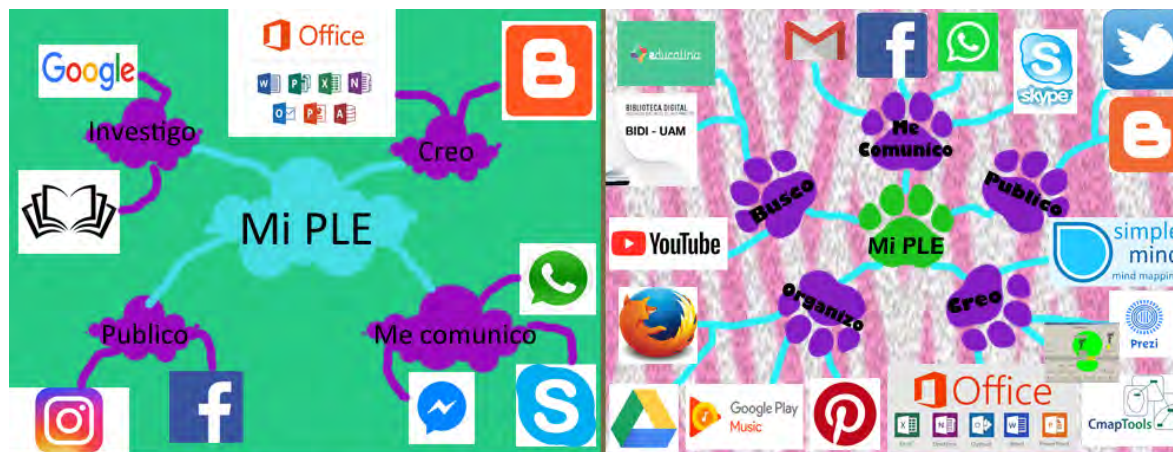 Google
Investigo
Office
Creo
Mi PLE
Publico
Me comunico
educatina
BIBLIOTECA DIGITAL
BIDI - UAM
skype
Me
Comunico
Busco
Publico
YouTube
Mi PLE
simple
mind
mind mapping
Organizo
Creo
Prezi
Google Play
Music
Office
CmapTools